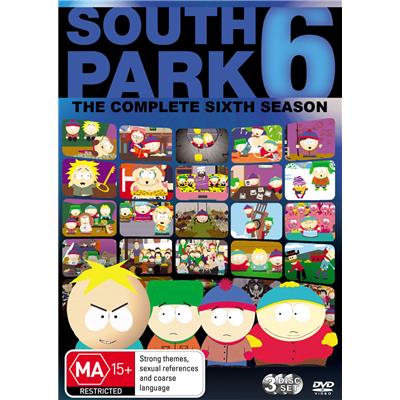 SOUTH
PARK 6
THE COMPLETE SIXTH SEASON
MA 15+
RESTRICTED
Strong themes,
sexual references
and coarse
language
3 DISC
SET
DVD
VIDEO